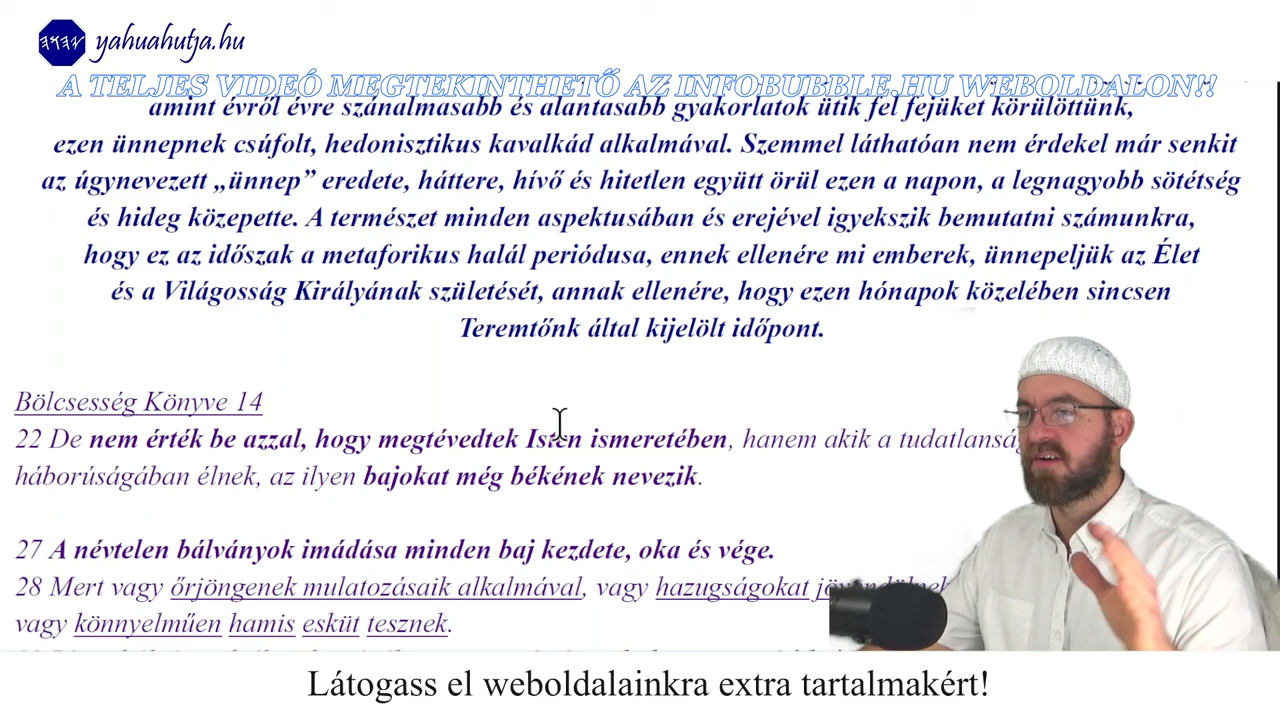 yahuahutja.hu
A TELJES VIDEÓ MEGTEKINTHETŐ AZ INFOBUBBLE.HU WEBOLDALON!!
amint évről évre szánalmasabb és alantasabb gyakorlatok ütik fel fejüket körülöttünk,
ezen ünnepnek csúfolt, hedonisztikus kavalkád alkalmával. Szemmel láthatóan nem érdekel már senkit
az úgynevezett „ünnep” eredete, háttere, hívő és hitetlen együtt örül ezen a napon, a legnagyobb sötétség
és hideg közepette. A természet minden aspektusában és erejével igyekszik bemutatni számunkra,
hogy ez az időszak a metaforikus halál periódusa, ennek ellenére mi emberek, ünnepeljük az Élet
és a Világosság Királyának születését, annak ellenére, hogy ezen hónapok közelében sincsen
Teremtőnk által kijelölt időpont.
Bölcsesség Könyve 14
22 De nem érték be azzal, hogy megtévedtek Isten ismeretében, hanem akik a
háborúságában élnek, az ilyen bajokat még békének nevezik.
27 A névtelen bálványok imádása minden baj kezdete, oka és vége.
28 Mert vagy őrjöngenek mulatozásaik alkalmával, vagy hazugságokat
vagy könnyelműen hamis esküt tesznek.
Látogass el weboldalainkra extra tartalmakért!